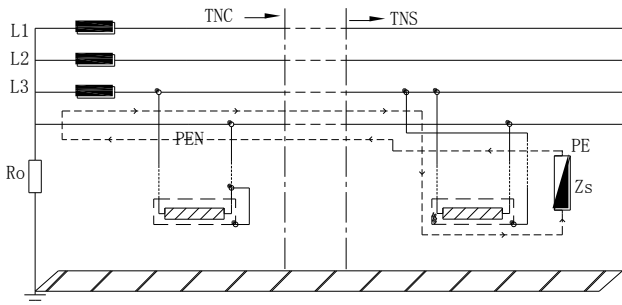 TNC TNS
L1
L2
L3
PEN PE
Ro Zs